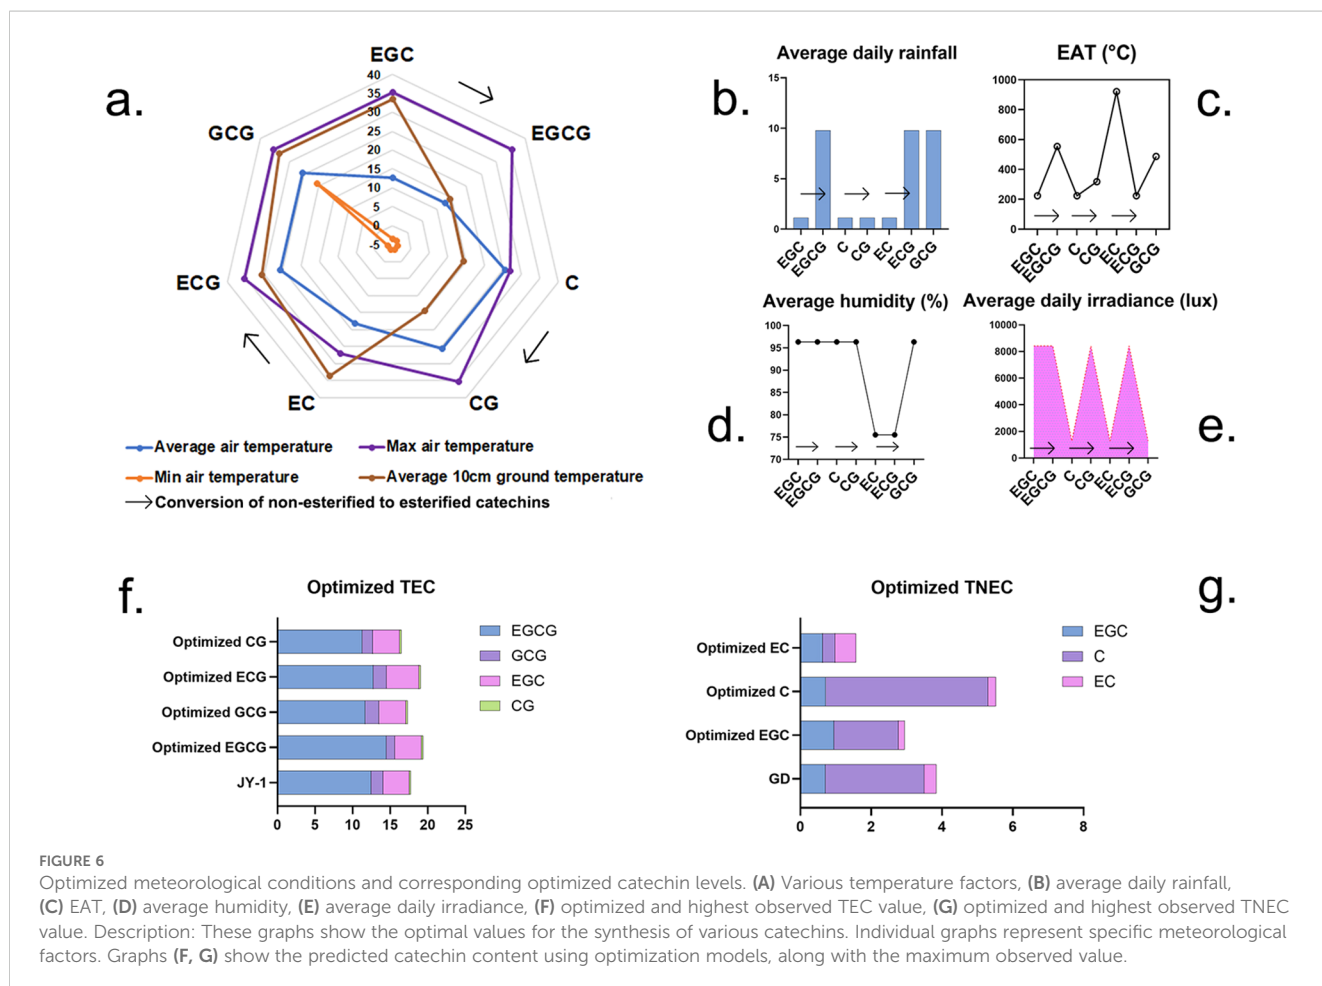 a.
EGC
EGCG
C
CG
EC
ECG
GCG
40
35
30
25
20
15
10
5
0
-5
Average air temperature
Max air temperature
Min air temperature
Average 10cm ground temperature
Conversion of non-esterified to esterified catechins
b.
Average daily rainfall
15
10
5
0
EGC
EGCG
C
CG
EC
ECG
GCG
EAT (°C)
c.
1000
800
600
400
200
0
EGC
EGCG
C
CG
EC
ECG
GCG
Average humidity (%)
d.
100
95
90
85
80
75
70
EGC
EGCG
C
CG
EC
ECG
GCG
Average daily irradiance (lux)
e.
10000
8000
6000
4000
2000
0
EGC
EGCG
C
CG
EC
ECG
GCG
f.
Optimized TEC
Optimized CG
Optimized ECG
Optimized GCG
Optimized EGCG
JY-1
0 5 10 15 20 25
EGCG
GCG
EGC
CG
g.
Optimized TNEC
Optimized EC
Optimized C
Optimized EGC
GD
0 2 4 6 8
EGC
C
EC
FIGURE 6
Optimized meteorological conditions and corresponding optimized catechin levels. (A) Various temperature factors, (B) average daily rainfall,
(C) EAT, (D) average humidity, (E) average daily irradiance, (F) optimized and highest observed TEC value, (G) optimized and highest observed TNEC
value. Description: These graphs show the optimal values for the synthesis of various catechins. Individual graphs represent specific meteorological
factors. Graphs (F, G) show the predicted catechin content using optimization models, along with the maximum observed value.